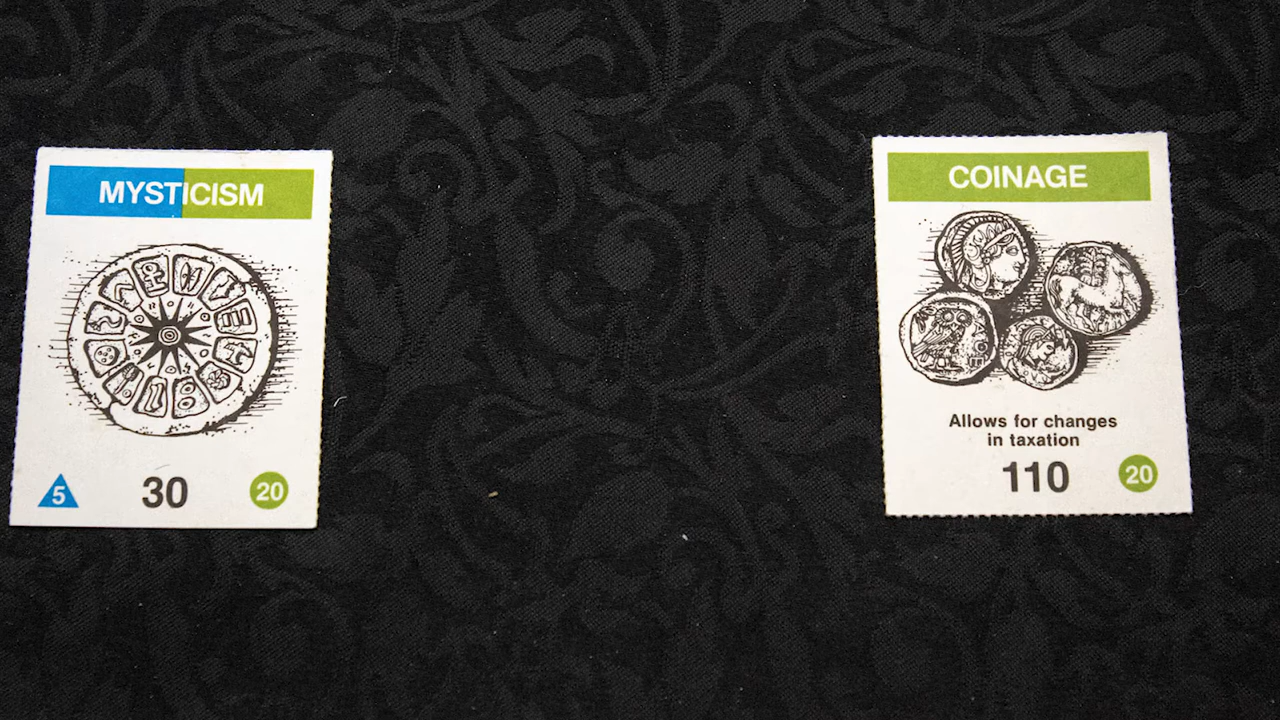 MYSTICISM
5 30 20
COINAGE
Allows for changes
in taxation
110 20